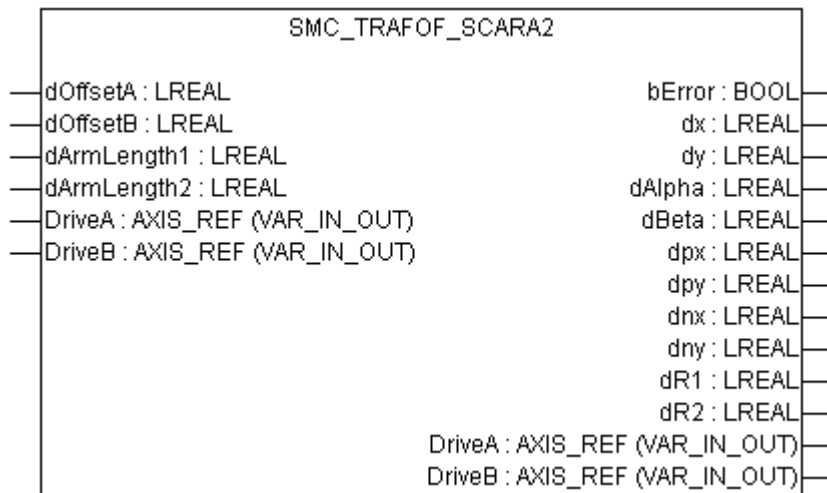 SMC_TRAFOF_SCARA2
dOffsetA : LREAL bError : BOOL
dOffsetB : LREAL dx : LREAL
dArmLength1 : LREAL dy : LREAL
dArmLength2 : LREAL dAlpha : LREAL
DriveA : AXIS_REF (VAR_IN_OUT) dBeta : LREAL
DriveB : AXIS_REF (VAR_IN_OUT) dpx : LREAL
dpy : LREAL
dnx : LREAL
dny : LREAL
dR1 : LREAL
dR2 : LREAL
DriveA : AXIS_REF (VAR_IN_OUT)
DriveB : AXIS_REF (VAR_IN_OUT)